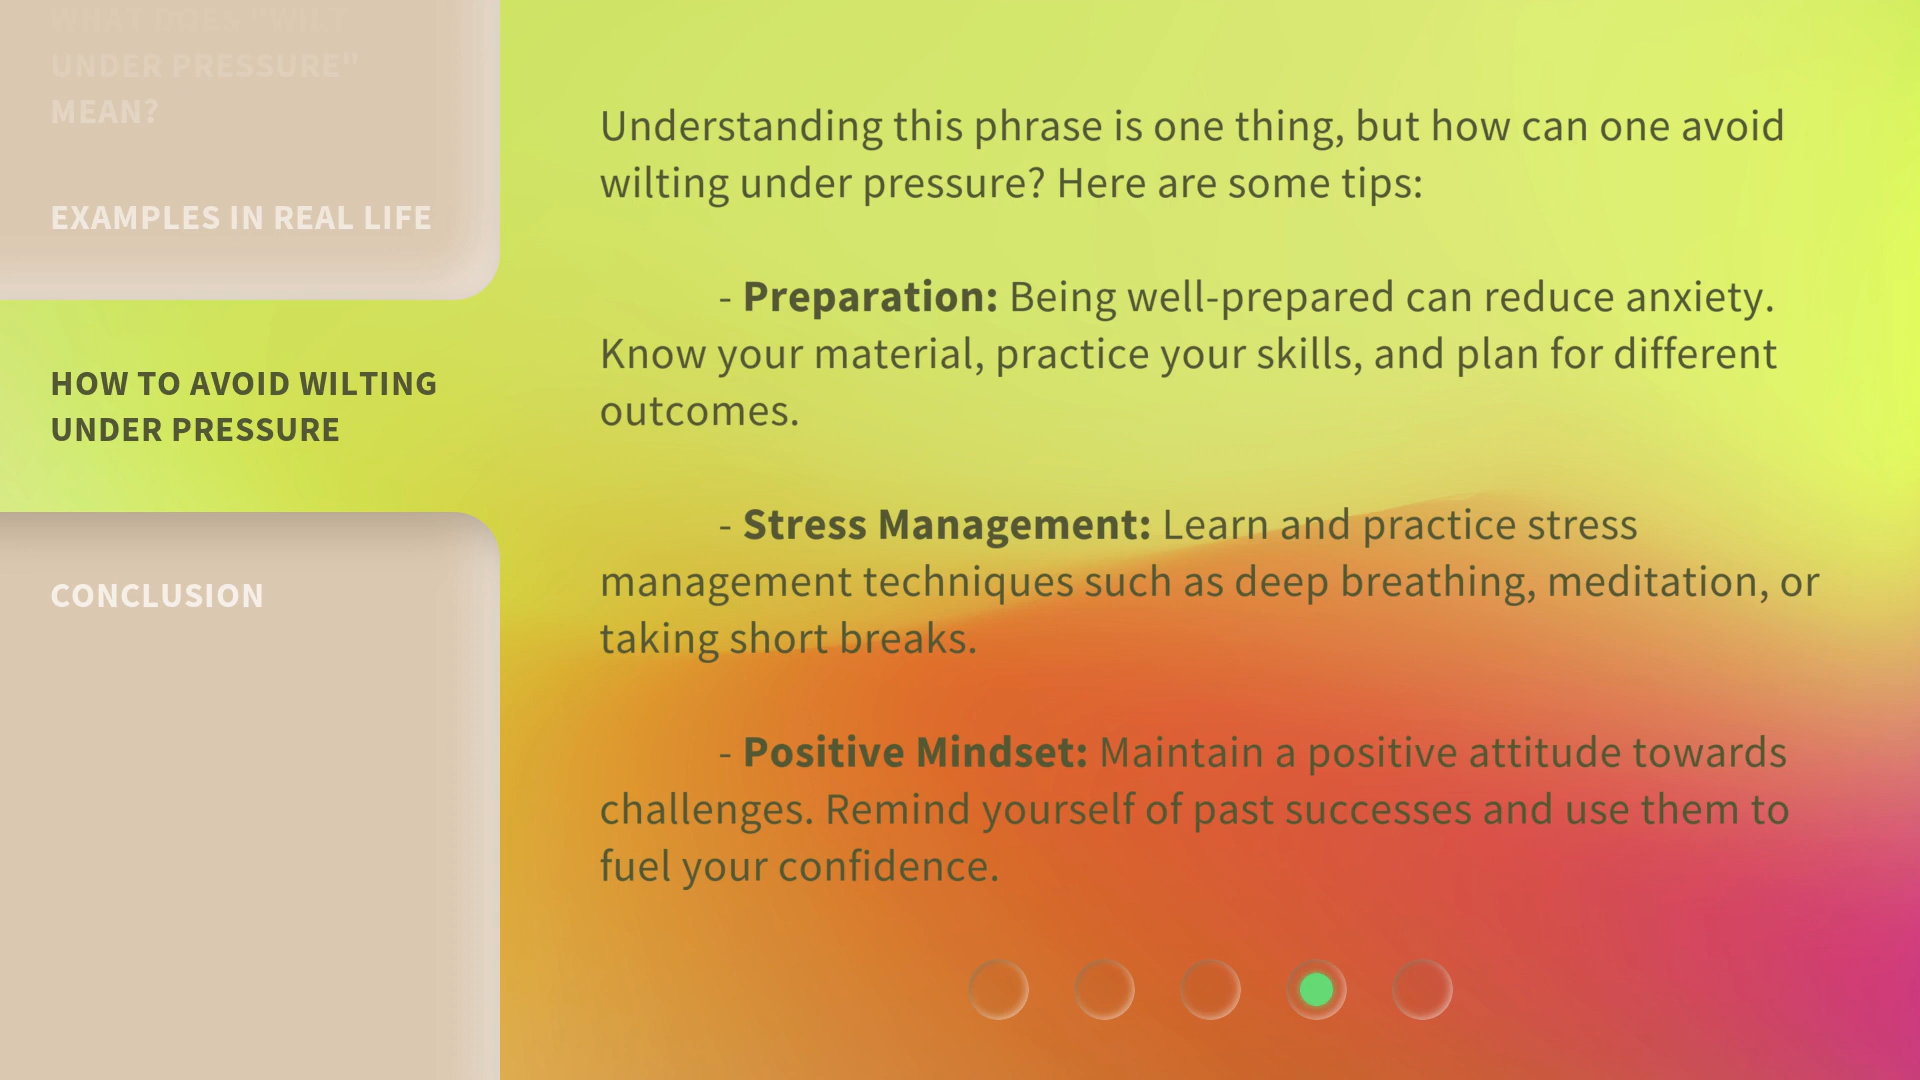 WHAT DOES "WILT
UNDER PRESSURE"
MEAN?
EXAMPLES IN REAL LIFE
HOW TO AVOID WILTING
UNDER PRESSURE
CONCLUSION
Understanding this phrase is one thing, but how can one avoid
wilting under pressure? Here are some tips:
- Preparation: Being well-prepared can reduce anxiety.
Know your material, practice your skills, and plan for different
outcomes.
- Stress Management: Learn and practice stress
management techniques such as deep breathing, meditation, or
taking short breaks.
- Positive Mindset: Maintain a positive attitude towards
challenges. Remind yourself of past successes and use them to
fuel your confidence.